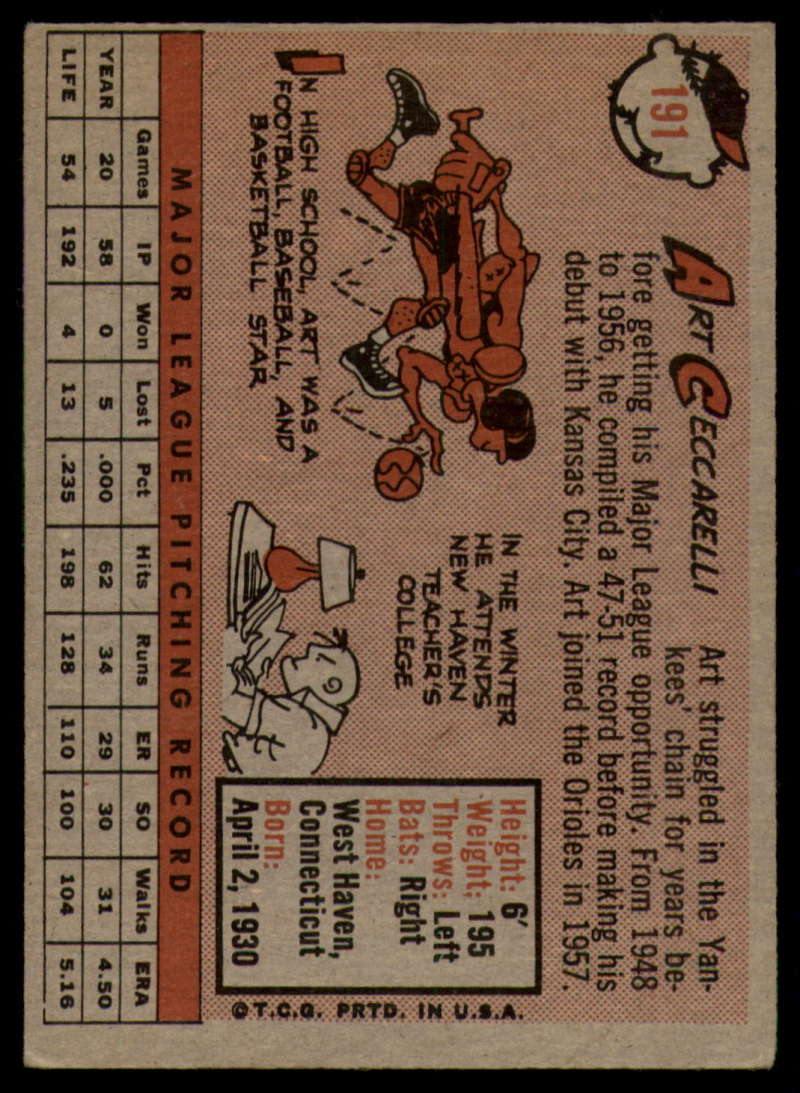 191
ART CECCARELLI
Art struggled in the Yan-
kees' chain for years be-
fore getting his Major League opportunity. From 1948
to 1956, he compiled a 47-51 record before making his
debut with Kansas City. Art joined the Orioles in 1957.
IN HIGH SCHOOL, ART WAS A
FOOTBALL, BASEBALL, AND
BASKETBALL STAR
IN THE WINTER
HE ATTENDS
NEW HAVEN
TEACHER'S
COLLEGE
Height: 6'
Weight: 195
Throws: Left
Bats: Right
Home:
West Haven,
Connecticut
Born:
April 2, 1930
©T.C.G. PRTD. IN U.S.A.
MAJOR LEAGUE PITCHING RECORD
Games IP Won Lost Pct Hits Runs ER SO Walks ERA
YEAR 20 58 0 5 .000 62 34 29 30 31 4.50
LIFE 54 192 4 13 .235 198 128 110 100 104 5.16